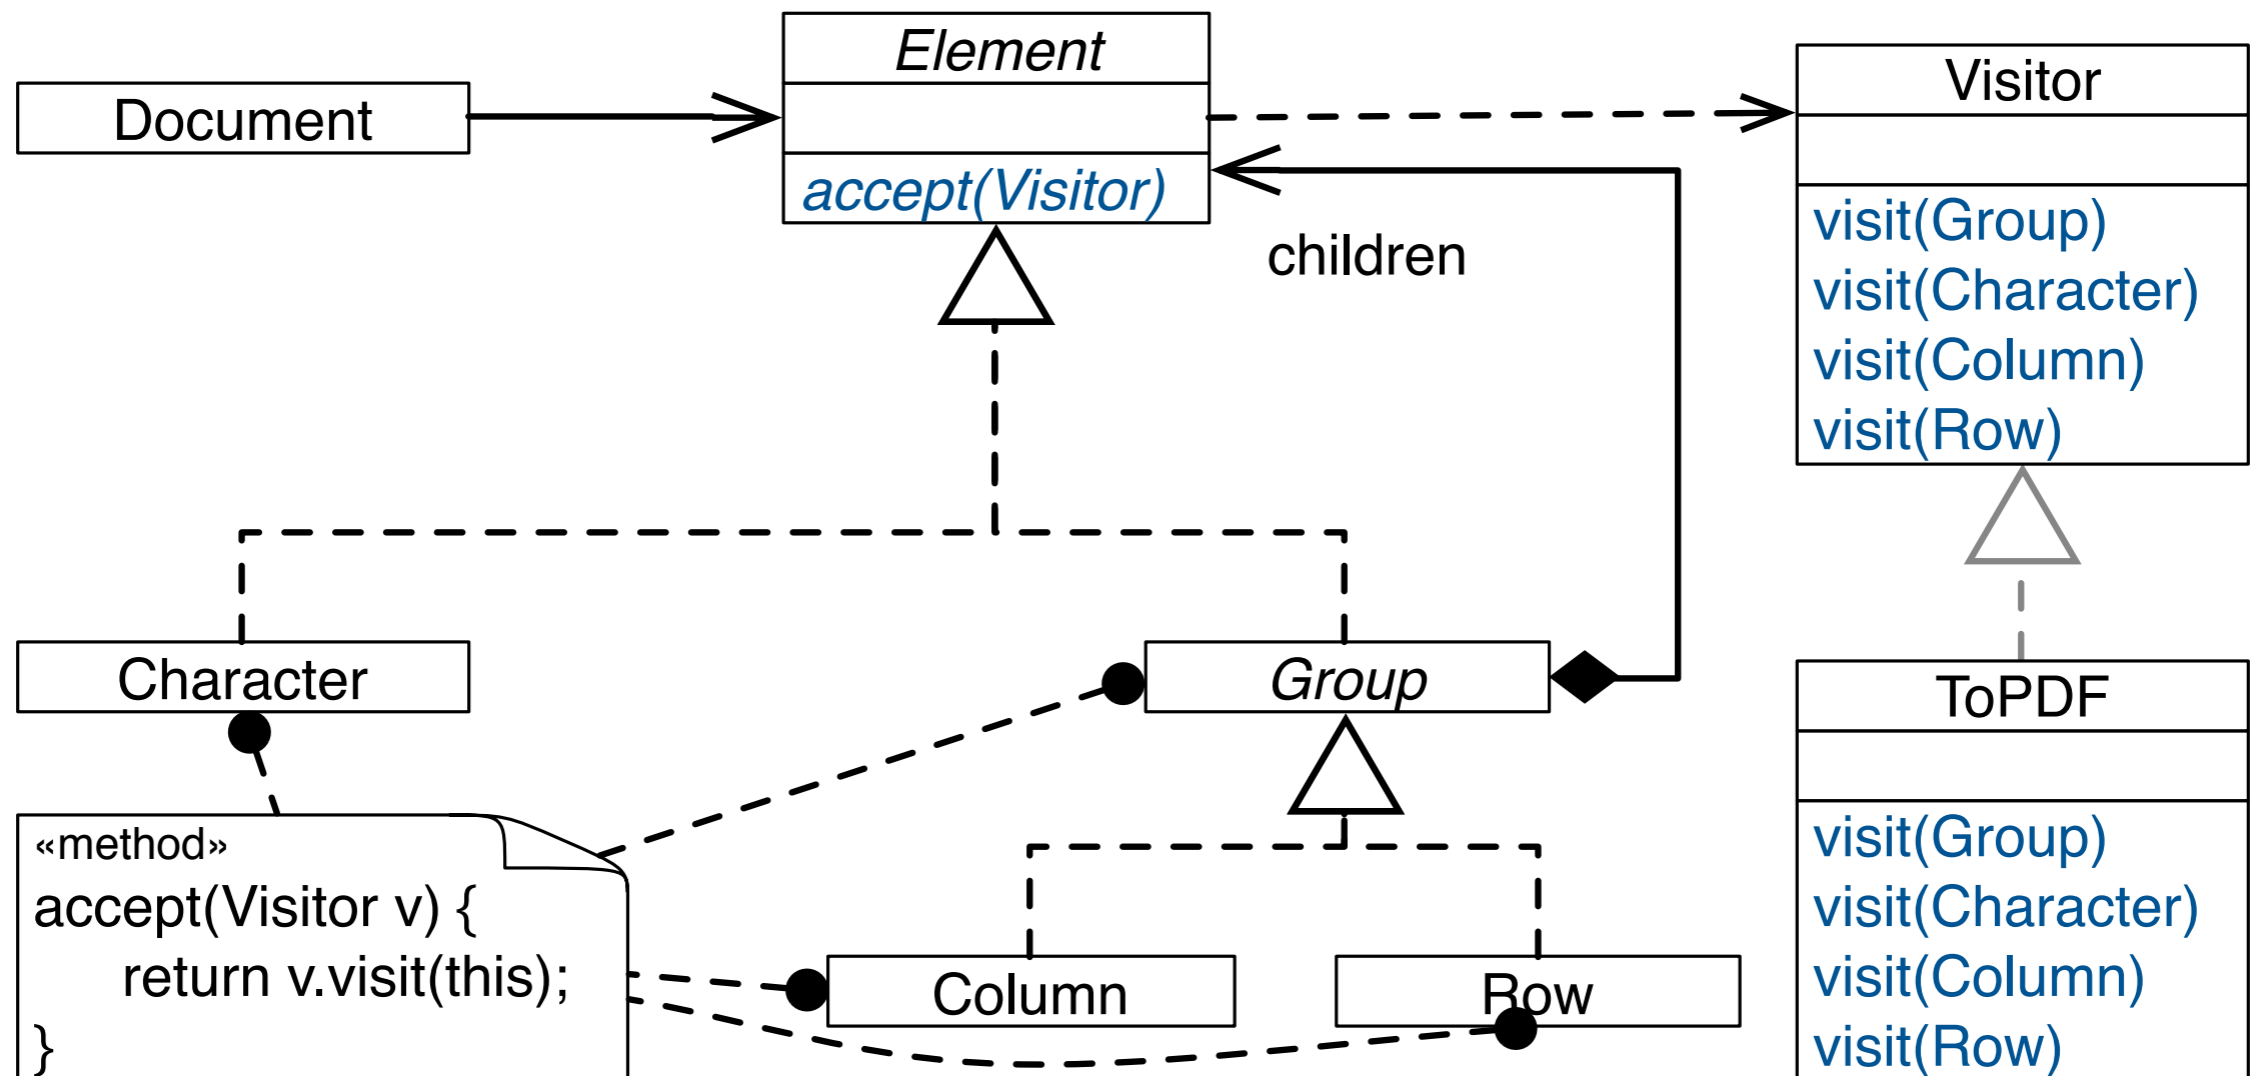 Element
accept(Visitor)
Document
Visitor
visit(Group)
visit(Character)
visit(Column)
visit(Row)
children
Character
Group
ToPDF
visit(Group)
visit(Character)
visit(Column)
visit(Row)
«method»
accept(Visitor v) {
return v.visit(this);
}
Column
Row